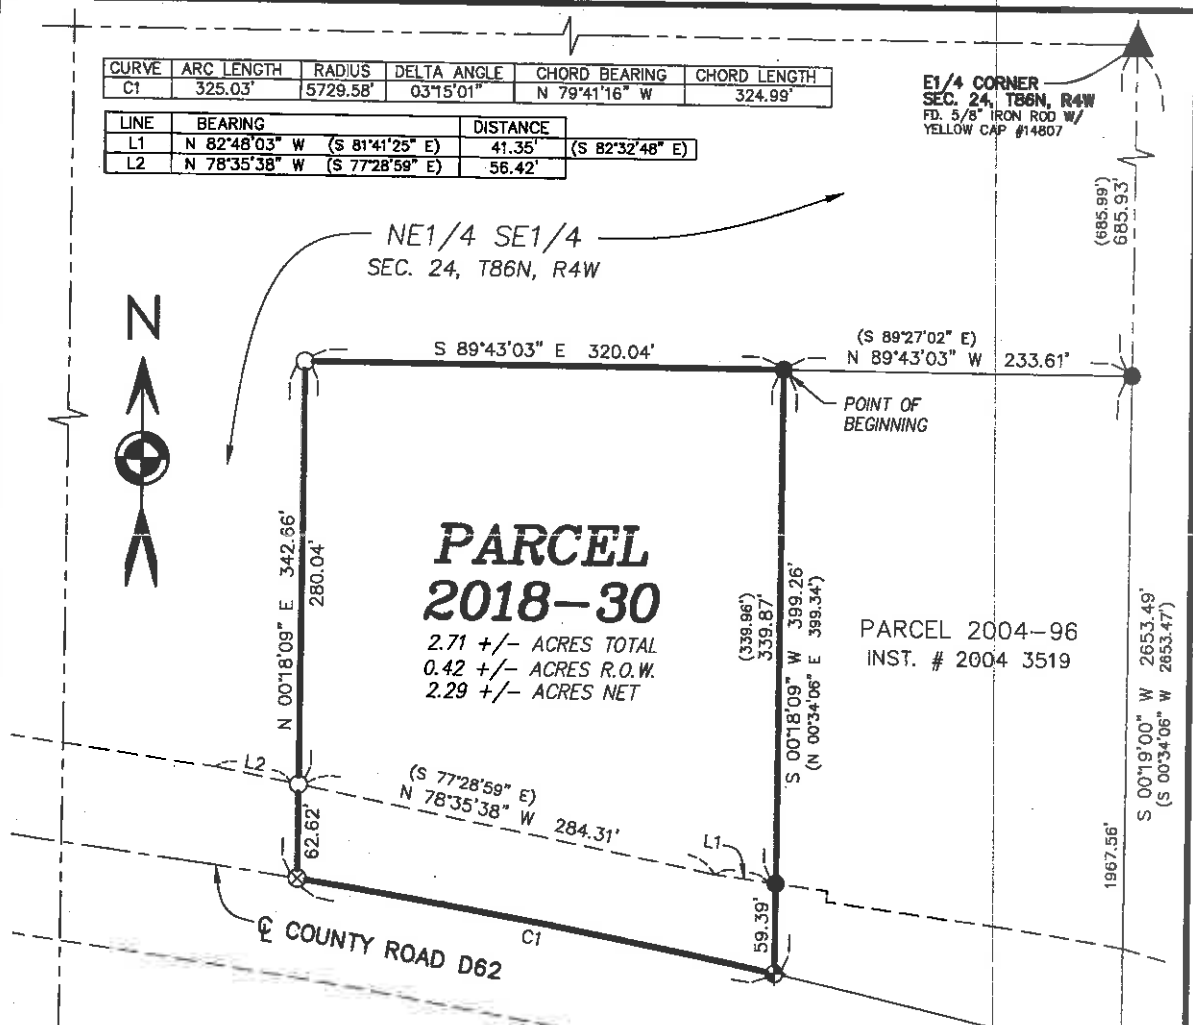 CURVE ARC LENGTH RADIUS DELTA ANGLE CHORD BEARING CHORD LENGTH
C1 325.03' 5729.58' 03°15'01" N 79°41'16" W 324.99'
LINE BEARING DISTANCE
L1 N 82°48'03" W (S 81°41'25" E) 41.35' (S 82°32'48" E)
L2 N 78°35'38" W (S 77°28'59" E) 56.42'
E1/4 CORNER
SEC. 24, T86N, R4W
FD. 5/8" IRON ROD W/
YELLOW CAP #14807
(685.99')
685.93'
NE1/4 SE1/4
SEC. 24, T86N, R4W
N
S 89°43'03" E 320.04'
(S 89°27'02" E)
N 89°43'03" W 233.61'
POINT OF
BEGINNING
N 00°18'09" E 342.66'
280.04'
PARCEL
2018-30
2.71 +/- ACRES TOTAL
0.42 +/- ACRES R.O.W.
2.29 +/- ACRES NET
(339.96')
339.87'
S 00°18'09" W 399.26'
(N 00°34'06" E 399.34')
PARCEL 2004-96
INST. # 2004 3519
S 00°19'00" W 2653.49'
(S 00°34'06" W 2653.47')
1967.56'
L2
(S 77°28'59" E)
N 78°35'38" W 284.31'
L1
62.62'
59.39'
C1
℄ COUNTY ROAD D62